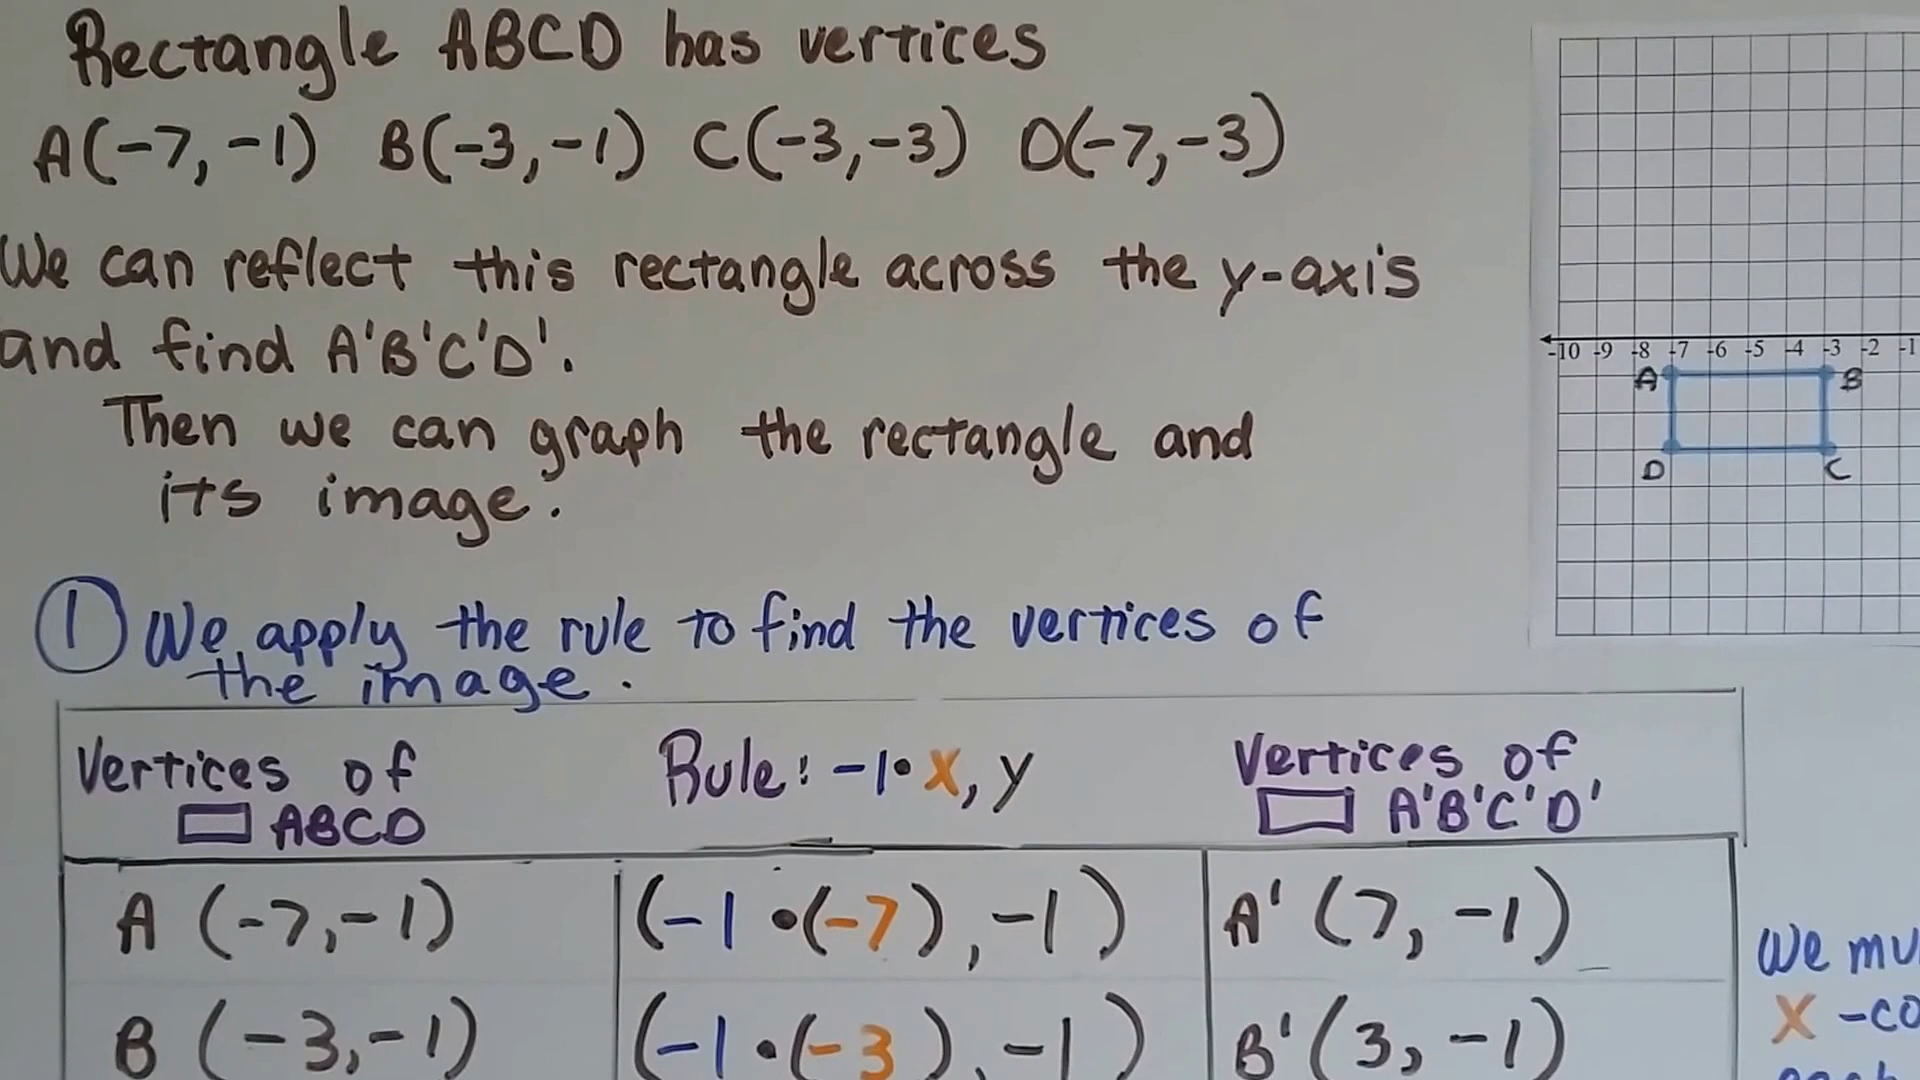 Rectangle ABCD has vertices
A(-7, -1) B(-3, -1) C(-3, -3) D(-7, -3)
We can reflect this rectangle across the y-axis
and find A'B'C'D'.
Then we can graph the rectangle and
its image.
-10 -9 -8 -7 -6 -5 -4 -3 -2 -1
A B
D C
① We apply the rule to find the vertices of
the image.
Vertices of
▭ ABCD
Rule: -1•x, y
Vertices of
▭ A'B'C'D'
A (-7, -1) (-1 •(-7), -1) A' (7, -1)
B (-3, -1) (-1 •(-3), -1) B' (3, -1)
We
x